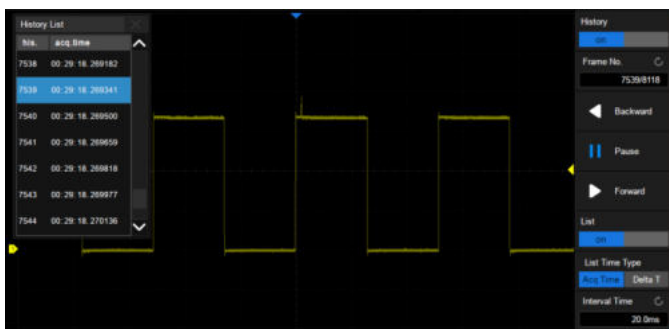 History List
his. acq.time
7538 00: 29: 18. 269182
7539 00: 29: 18. 269341
7540 00: 29: 18. 269500
7541 00: 29: 18. 269659
7542 00: 29: 18. 269818
7543 00: 29: 18. 269977
7544 00: 29: 18. 270136
History
on
Frame No.
7539/8118
Backward
Pause
Forward
List
on
List Time Type
Acq Time Delta T
Interval Time
20.0ms